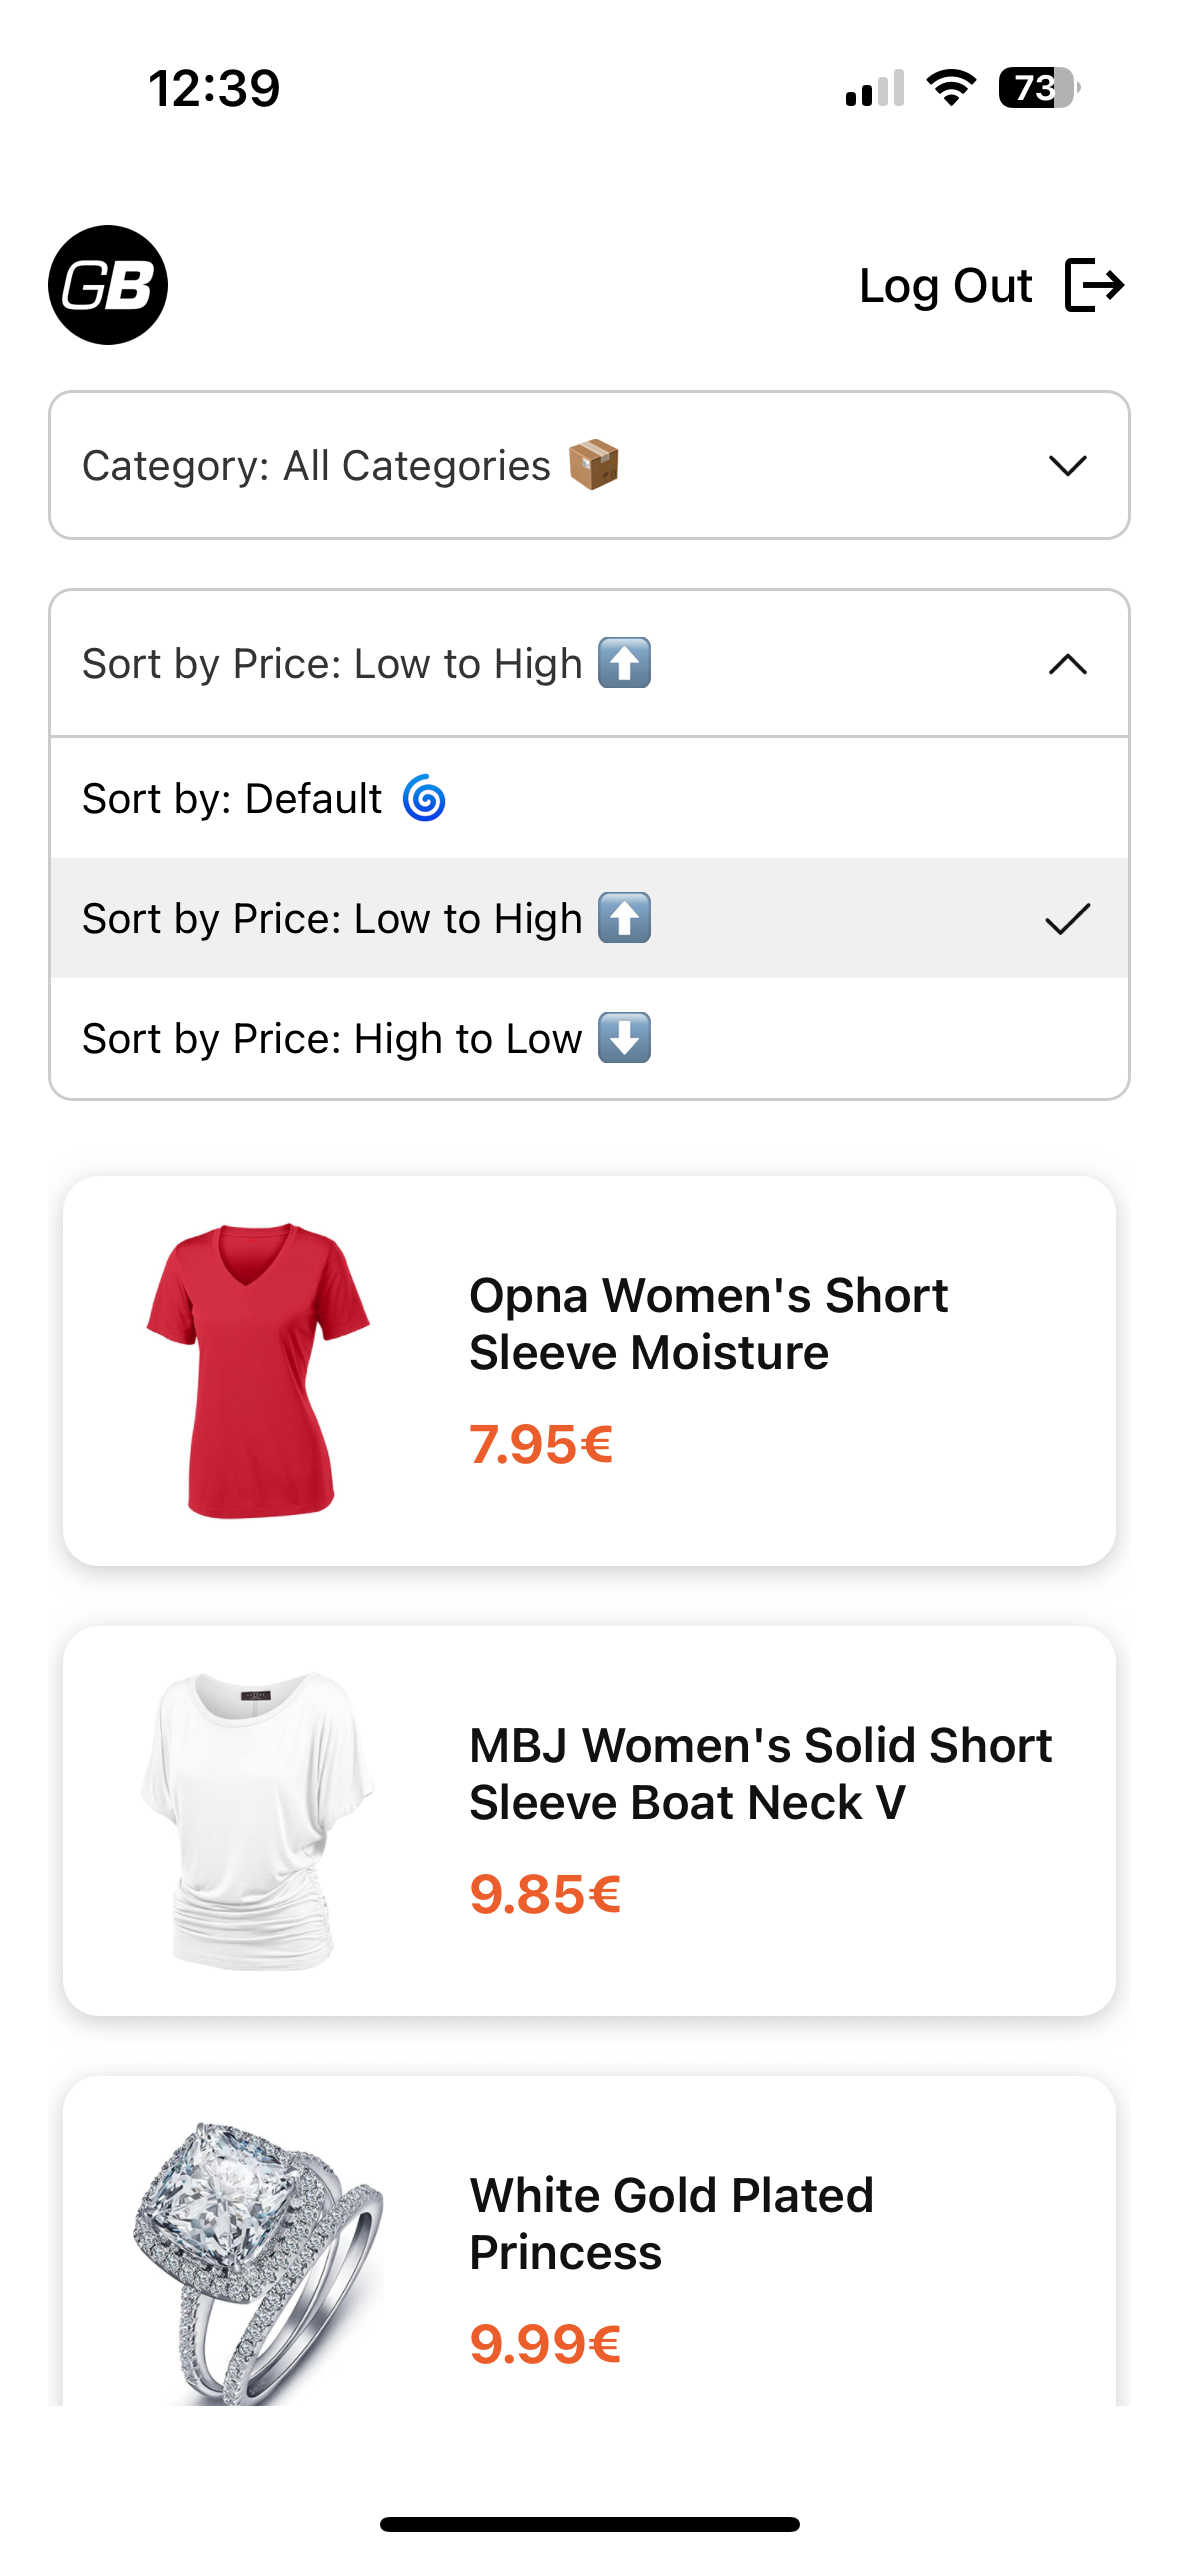 12:39
73
GB
Log Out
Category: All Categories 📦
Sort by Price: Low to High ⬆️
Sort by: Default 🌀
Sort by Price: Low to High ⬆️
Sort by Price: High to Low ⬇️
Opna Women's Short
Sleeve Moisture
7.95€
MBJ Women's Solid Short
Sleeve Boat Neck V
9.85€
White Gold Plated
Princess
9.99€